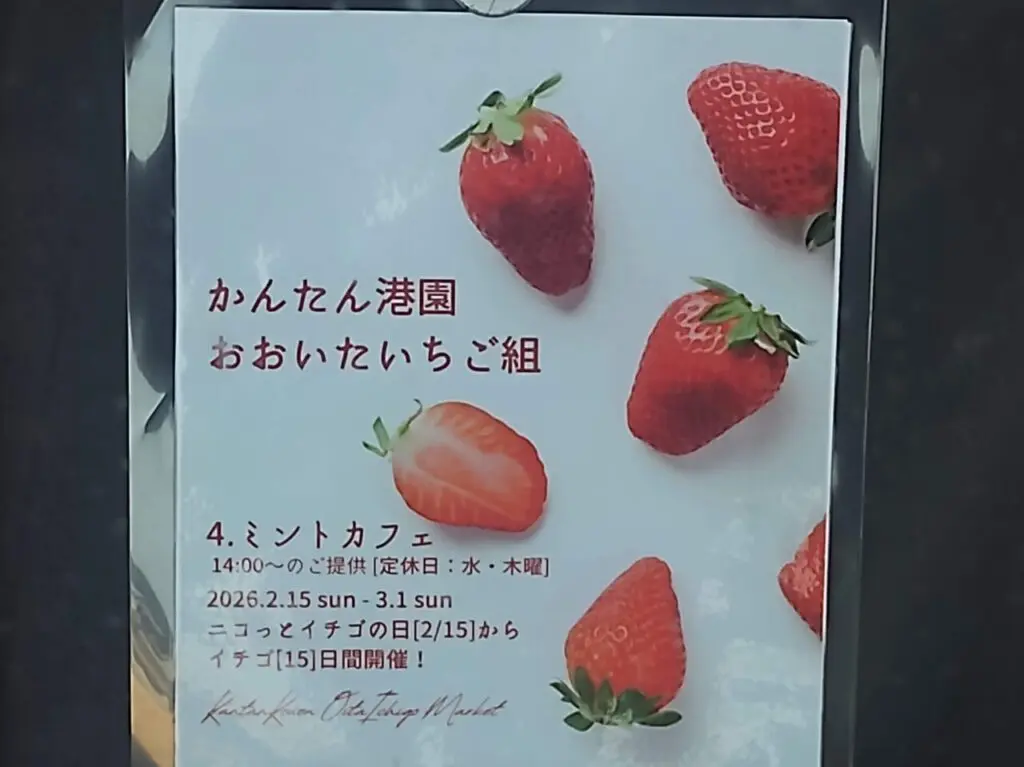 かんたん港園
おおいたいちご組
4.ミントカフェ
14:00〜のご提供 [定休日：水・木曜]
2026.2.15 sun - 3.1 sun
ニコっとイチゴの日[2/15]から
イチゴ[15]日間開催！
Kantan Kouen Oita Ichigo Market